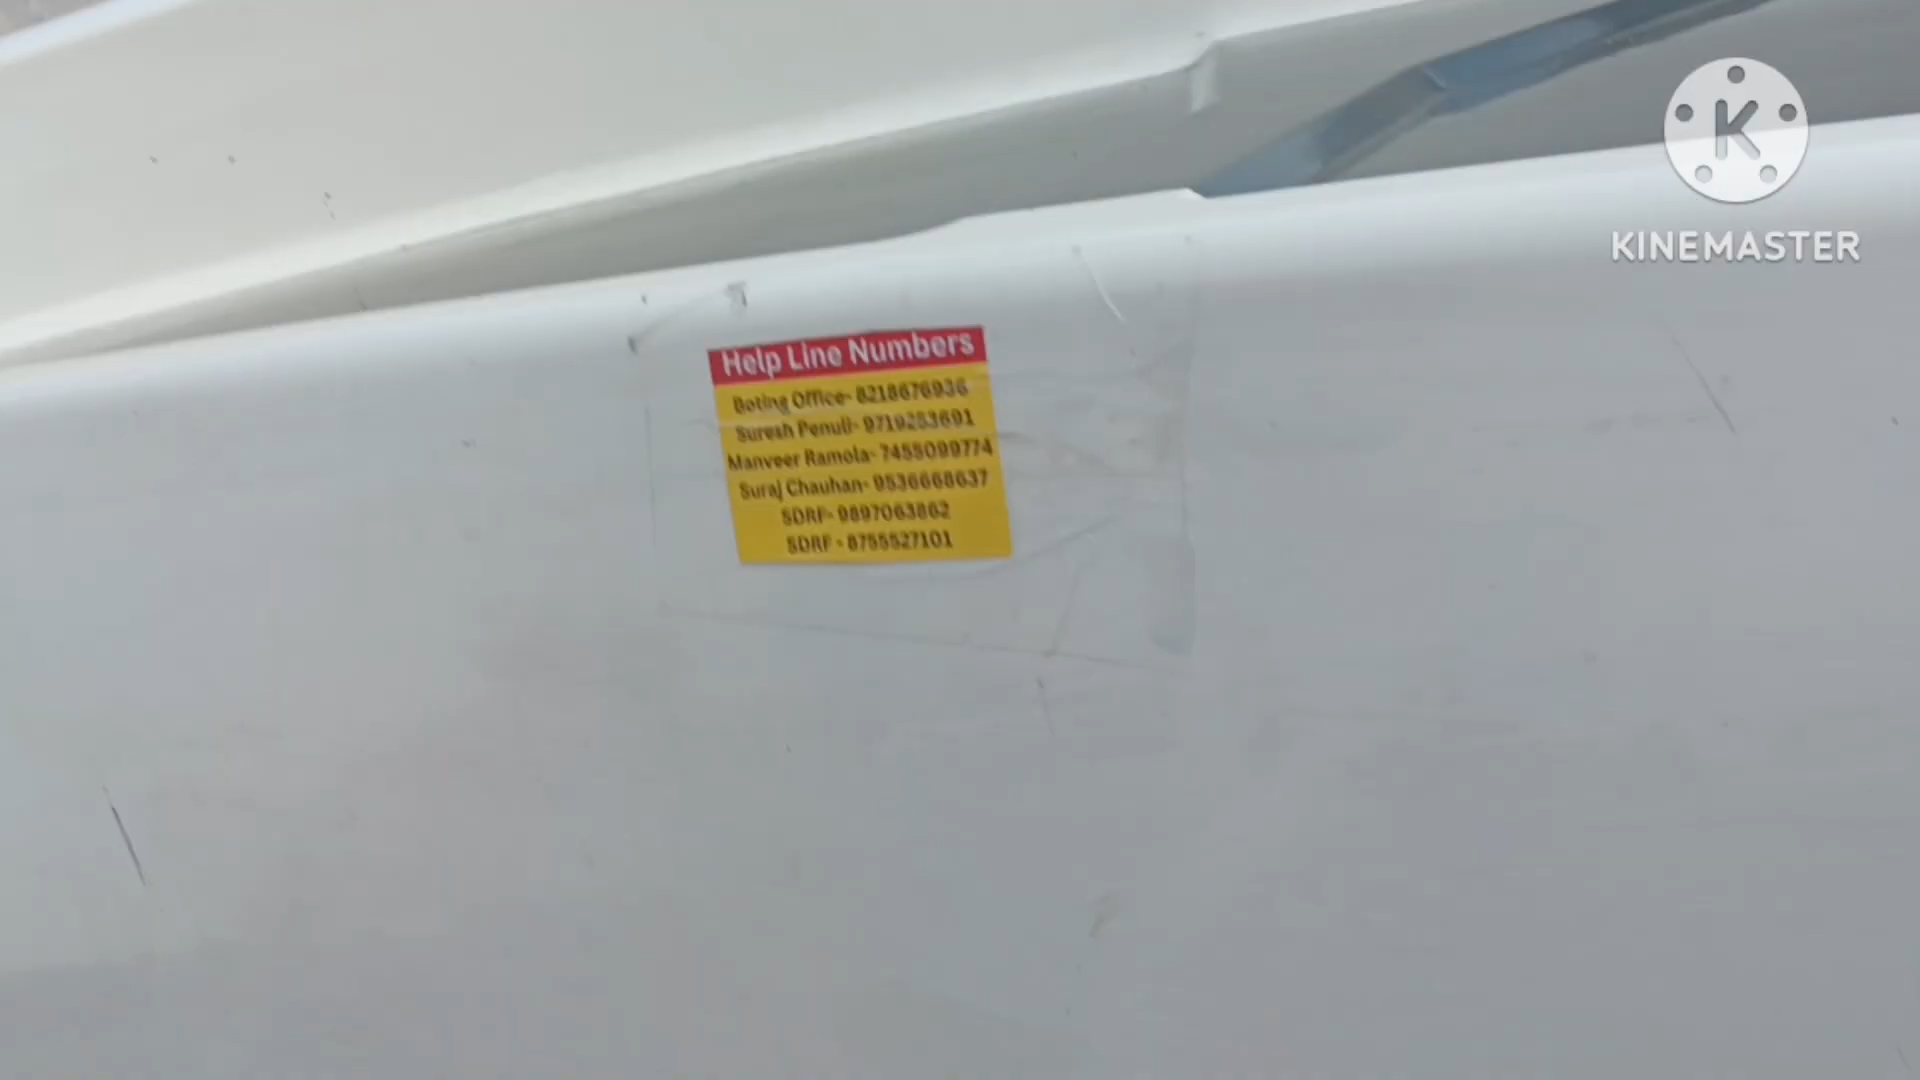 K
KINEMASTER
Help Line Numbers
Boting Office- 8218676936
Suresh Penuli- 9719253691
Manveer Ramola- 7455099774
Suraj Chauhan- 9536668637
SDRF- 9897063862
SDRF - 8755527101